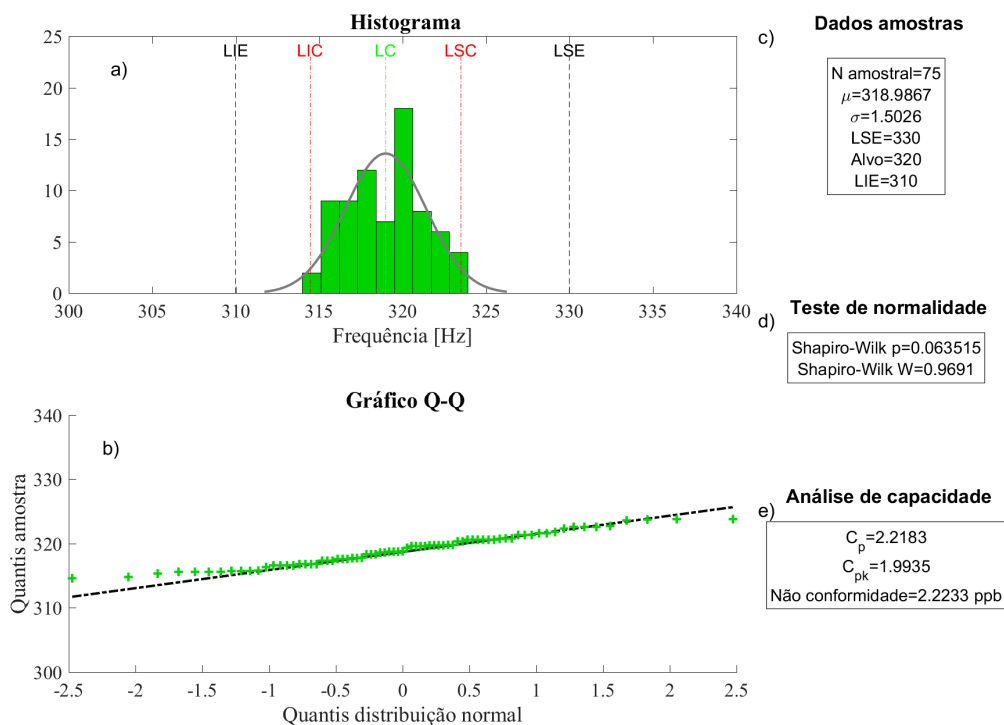 Histograma
a)
LIE LIC LC LSC LSE
25
20
15
10
5
0
300 305 310 315 320 325 330 335 340
Frequência [Hz]
c)
Dados amostras
N amostral=75
μ=318.9867
σ=1.5026
LSE=330
Alvo=320
LIE=310
d)
Teste de normalidade
Shapiro-Wilk p=0.063515
Shapiro-Wilk W=0.9691
Gráfico Q-Q
b)
Quantis amostra
340
330
320
310
300
-2.5 -2 -1.5 -1 -0.5 0 0.5 1 1.5 2 2.5
Quantis distribuição normal
e)
Análise de capacidade
Cp=2.2183
Cpk=1.9935
Não conformidade=2.2233 ppb